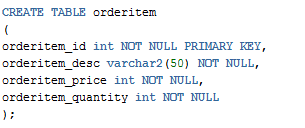 CREATE TABLE orderitem
(
orderitem_id int NOT NULL PRIMARY KEY,
orderitem_desc varchar2(50) NOT NULL,
orderitem_price int NOT NULL,
orderitem_quantity int NOT NULL
);